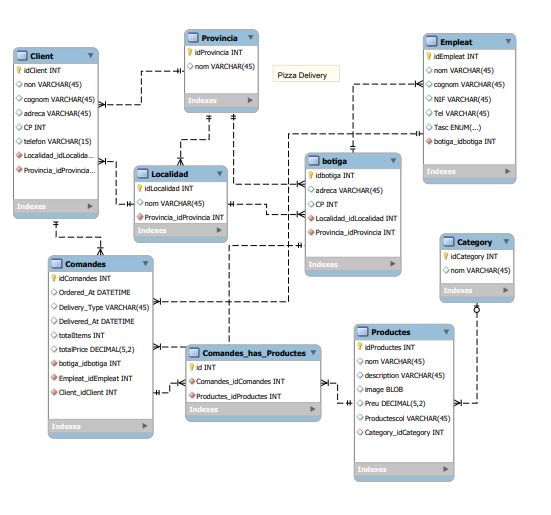 Client
idClient INT
non VARCHAR(45)
cognom VARCHAR(45)
adreca VARCHAR(45)
CP INT
telefon VARCHAR(15)
Localidad_idLocalida...
Provincia_idProvincia...
Indexes
Provincia
idProvincia INT
nom VARCHAR(45)
Indexes
Pizza Delivery
Empleat
idEmpleat INT
nom VARCHAR(45)
cognom VARCHAR(45)
NIF VARCHAR(45)
Tel VARCHAR(45)
Tasc ENUM(...)
botiga_idbotiga INT
Indexes
Localidad
idLocalidad INT
nom VARCHAR(45)
Provincia_idProvincia INT
Indexes
botiga
idbotiga INT
adreca VARCHAR(45)
CP INT
Localidad_idLocalidad INT
Provincia_idProvincia INT
Indexes
Category
idCategory INT
nom VARCHAR(45)
Indexes
Comandes
idComandes INT
Ordered_At DATETIME
Delivery_Type VARCHAR(45)
Delivered_At DATETIME
totalItems INT
totalPrice DECIMAL(5,2)
botiga_idbotiga INT
Empleat_idEmpleat INT
Client_idClient INT
Indexes
Comandes_has_Productes
id INT
Comandes_idComandes INT
Productes_idProductes INT
Indexes
Productes
idProductes INT
nom VARCHAR(45)
description VARCHAR(45)
image BLOB
Preu DECIMAL(5,2)
Productescol VARCHAR(45)
Category_idCategory INT
Indexes